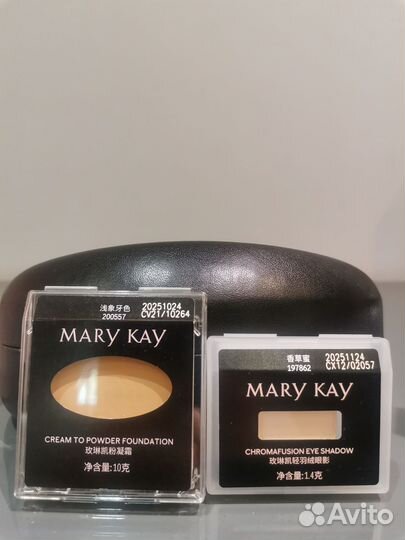 浅象牙色
200557
20251024
CV21/10264
MARY KAY
CREAM TO POWDER FOUNDATION
玫琳凯粉凝霜
净含量:10克
香草蜜
197862
20251124
CX12/02057
MARY KAY
CHROMAFUSION EYE SHADOW
玫琳凯轻羽绒眼影
净含量:1.4克
Avito